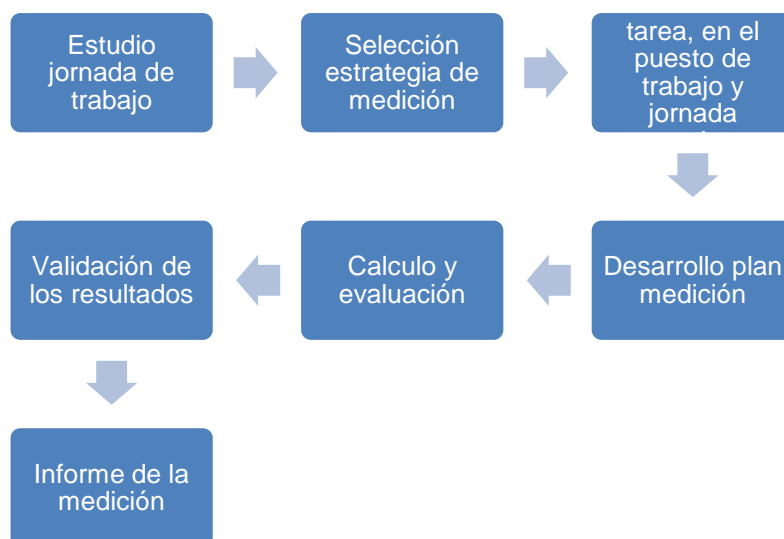 Estudio
jornada de
trabajo
Selección
estrategia de
medición
tarea, en el
puesto de
trabajo y
jornada
Desarrollo plan
medición
Calculo y
evaluación
Validación de
los resultados
Informe de la
medición